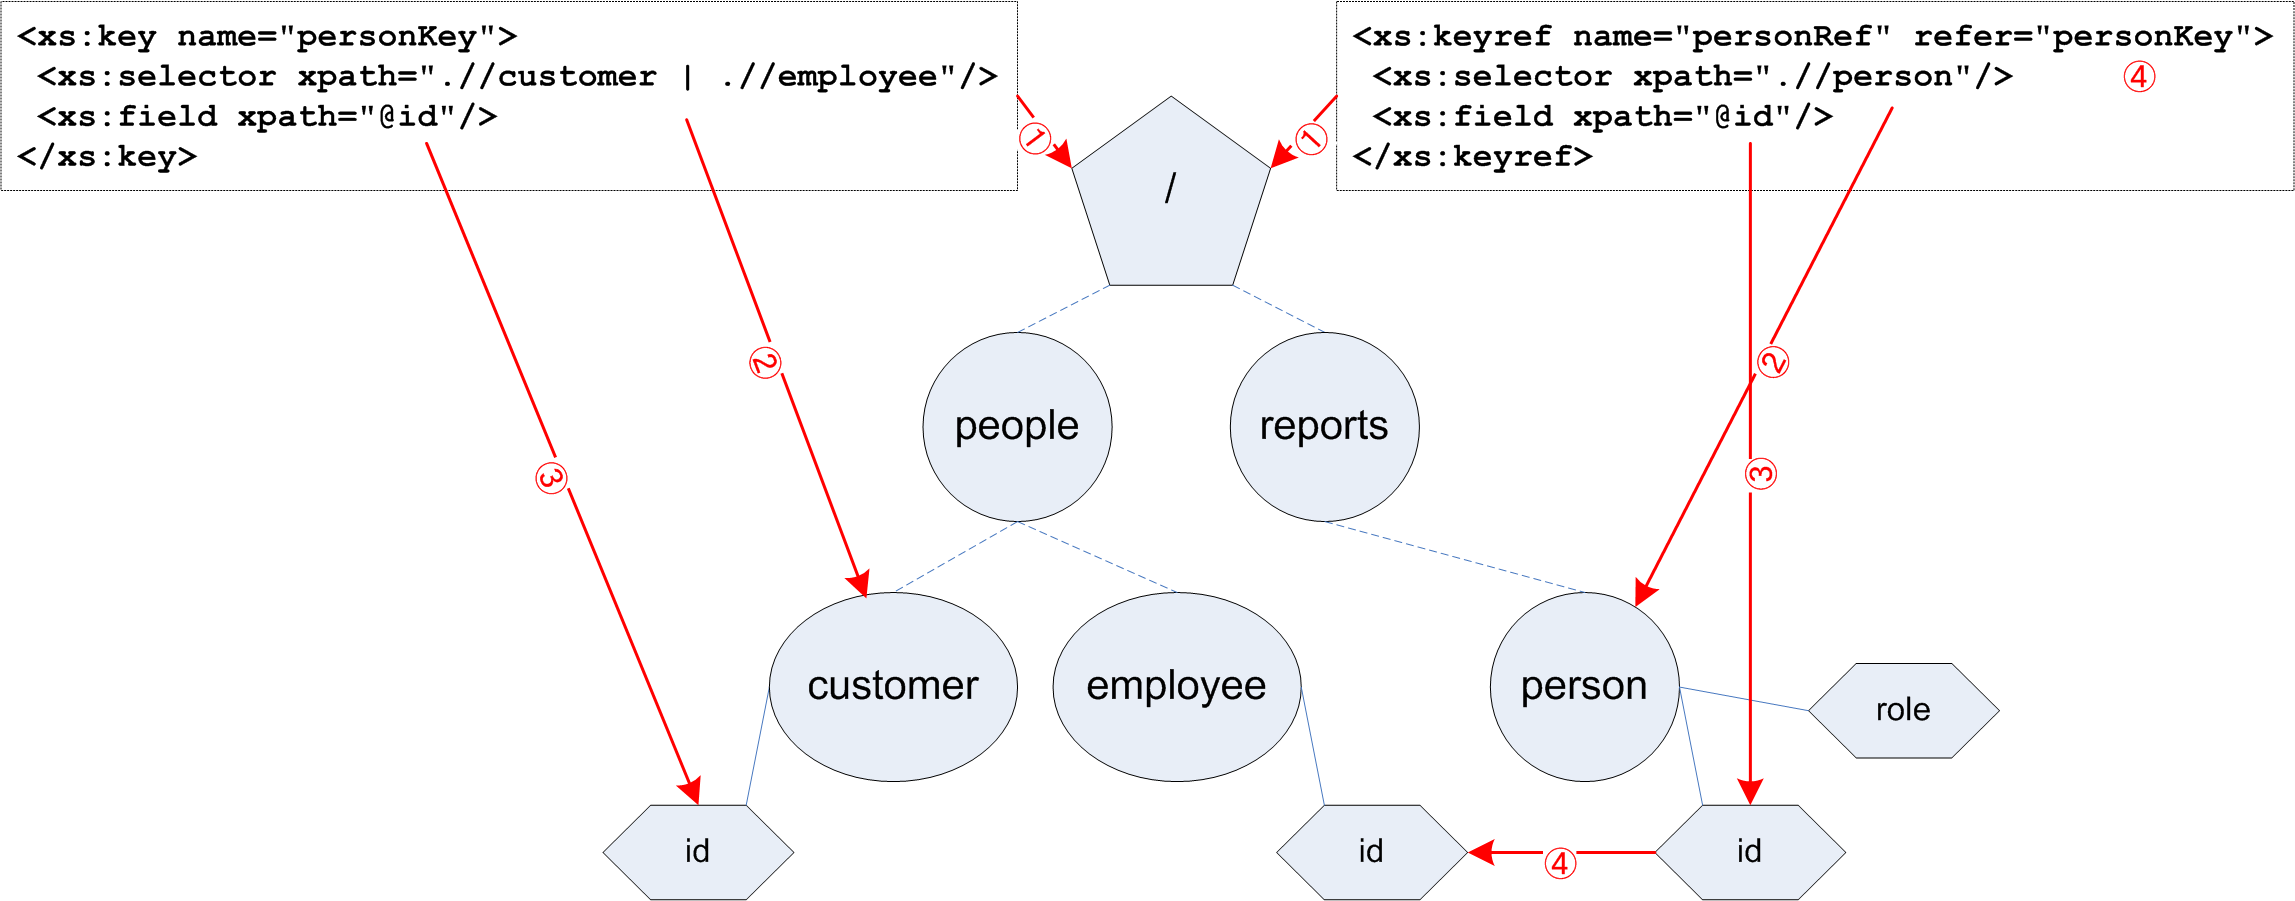 <xs:key name="personKey">
<xs:selector xpath=".//customer | .//employee"/>
<xs:field xpath="@id"/>
</xs:key>
<xs:keyref name="personRef" refer="personKey">
<xs:selector xpath=".//person"/> ④
<xs:field xpath="@id"/>
</xs:keyref>
① ①
/
② ②
people reports
③ ③
customer employee person
role
id id ④ id